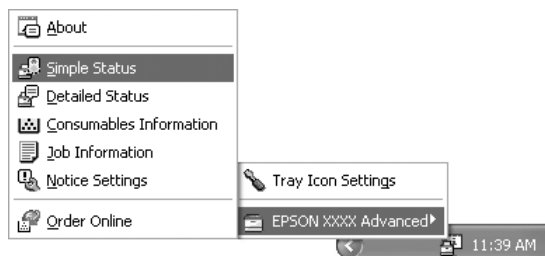 About
Simple Status
Detailed Status
Consumables Information
Job Information
Notice Settings
Order Online
Tray Icon Settings
EPSON XXXX Advanced
11:39 AM